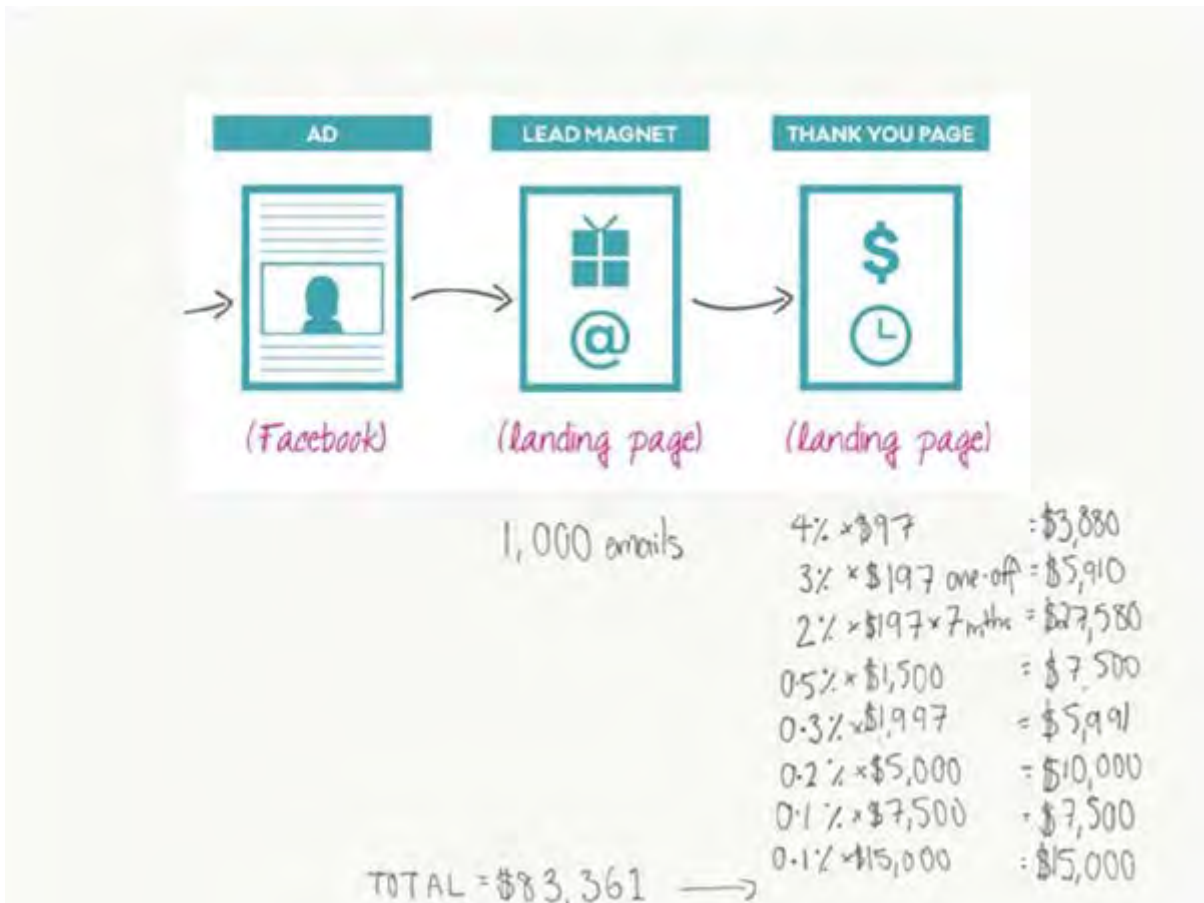 AD
LEAD MAGNET
THANK YOU PAGE
$
@
(Facebook)
(landing page)
(landing page)
1,000 emails
4% x $97 = $3,880
3% x $197 one-off = $5,910
2% x $197 x 7 mths = $27,580
0.5% x $1,500 = $7,500
0.3% x $1,997 = $5,991
0.2% x $5,000 = $10,000
0.1% x $7,500 = $7,500
0.1% x $15,000 = $15,000
TOTAL = $83,361